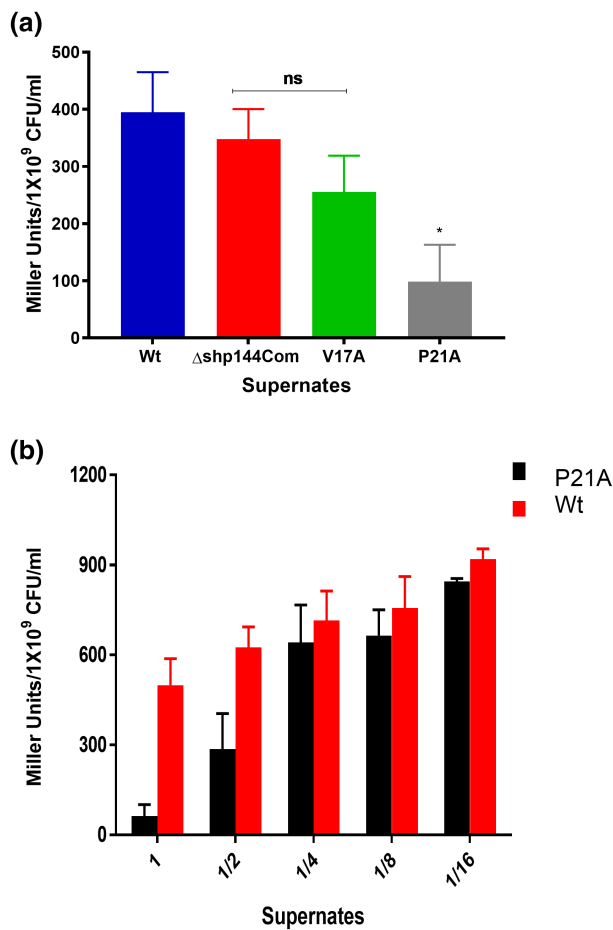 (a)
ns
500
400
300
200
100
0
*
Miller Units/1X10⁹ CFU/ml
Wt Δshp144Com V17A P21A
Supernates
(b)
P21A
Wt
1200
900
600
300
0
Miller Units/1X10⁹ CFU/ml
1 1/2 1/4 1/8 1/16
Supernates